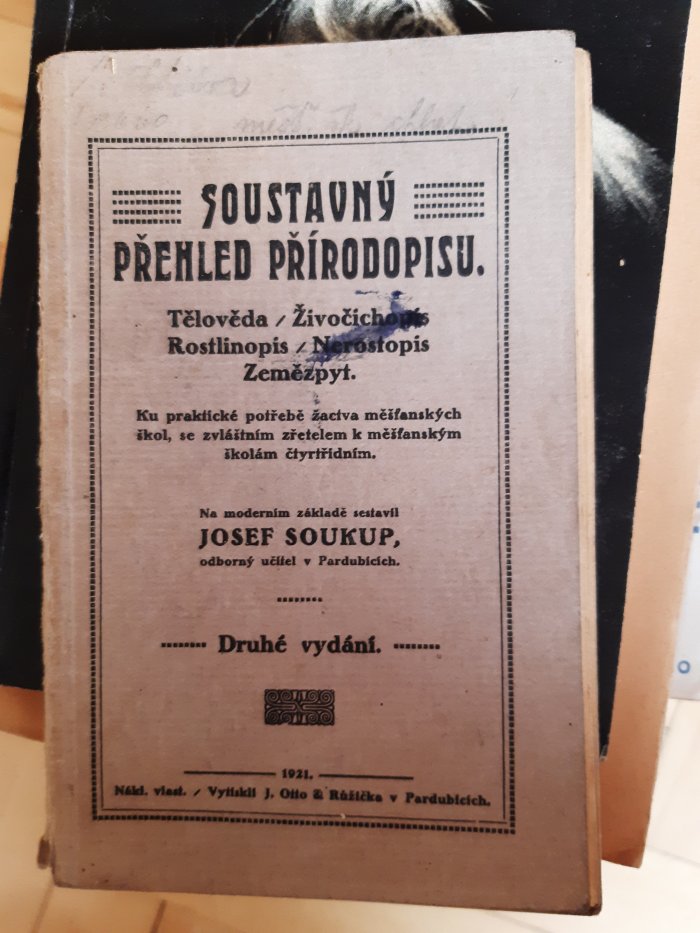 SOUSTAVNÝ
PŘEHLED PŘÍRODOPISU.
Tělověda / Živočichopis
Rostlinopis / Nerostopis
Zemězpyt.
Ku praktické potřebě žactva měšťanských
škol, se zvláštním zřetelem k měšťanským
školám čtyrtřídním.
Na moderním základě sestavil
JOSEF SOUKUP,
odborný učitel v Pardubicích.
Druhé vydání.
1921.
Nákl. vlast. / Vytiskli J. Otto & Růžička v Pardubicích.